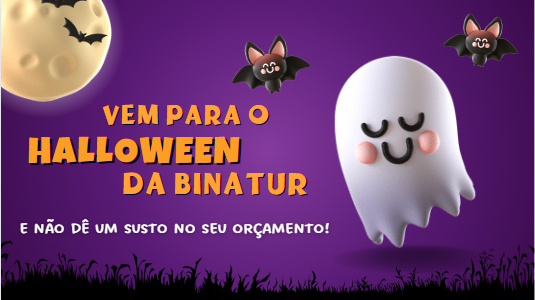 VEM PARA O
HALLOWEEN
DA BINATUR
E NÃO DÊ UM SUSTO NO SEU ORÇAMENTO!